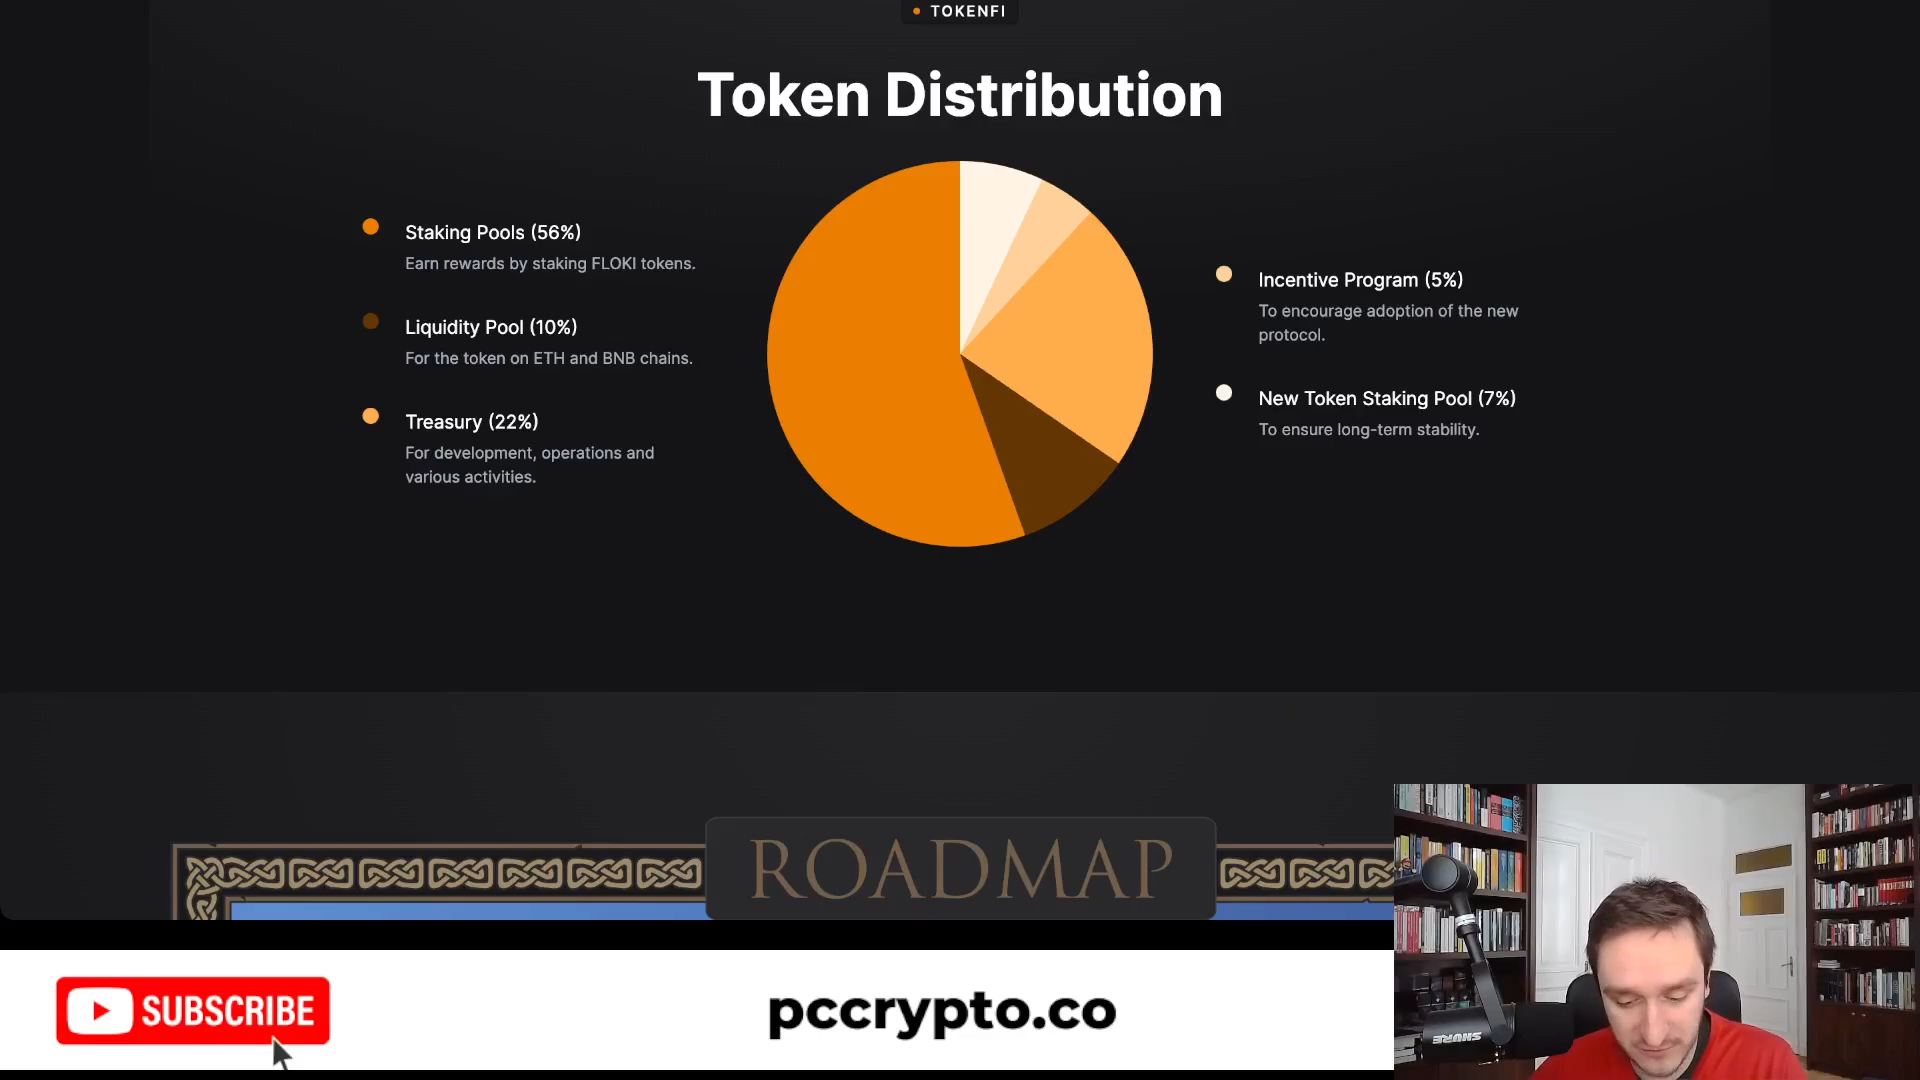 TOKENFI
Token Distribution
Staking Pools (56%)
Earn rewards by staking FLOKI tokens.
Liquidity Pool (10%)
For the token on ETH and BNB chains.
Treasury (22%)
For development, operations and
various activities.
Incentive Program (5%)
To encourage adoption of the new
protocol.
New Token Staking Pool (7%)
To ensure long-term stability.
ROADMAP
SUBSCRIBE
pccrypto.co
SHURE